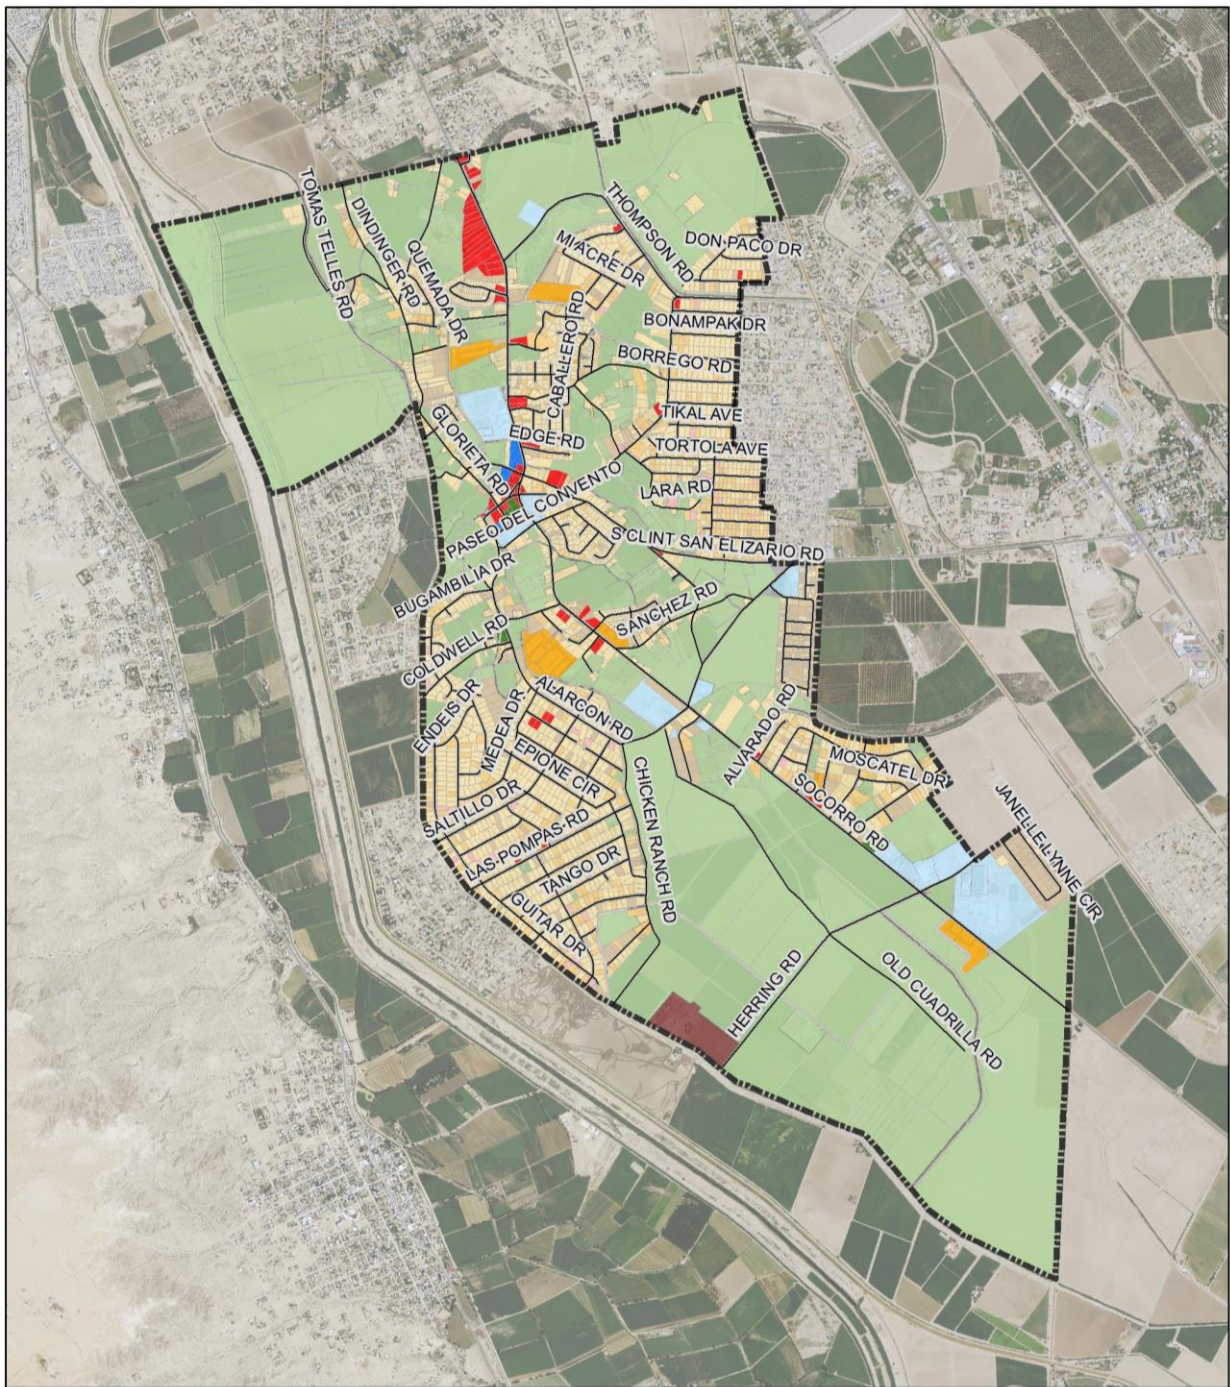 TOMAS TELLES RD
DINDINGER RD
QUEMADA DR
THOMPSON RD
DON PACO DR
MIACRE DR
BONAMPAK DR
CABALLERO RD
BORREGO RD
TIKAL AVE
GLORIETA RD
EDGE RD
TORTOLA AVE
LARA RD
PASEO DEL CONVENTO
S CLINT SAN ELIZARIO RD
BUGAMBILIA DR
SANCHEZ RD
COLDWELL RD
ENDEIS DR
MEDEA DR
ALARCON RD
ALVARADO RD
EPIONE CIR
MOSCATEL DR
SALTILLO DR
CHICKEN RANCH RD
SOCORRO RD
JANELLE LYNNE CIR
LAS POMPAS RD
TANGO DR
GUITAR DR
HERRING RD
OLD CUADRILLA RD